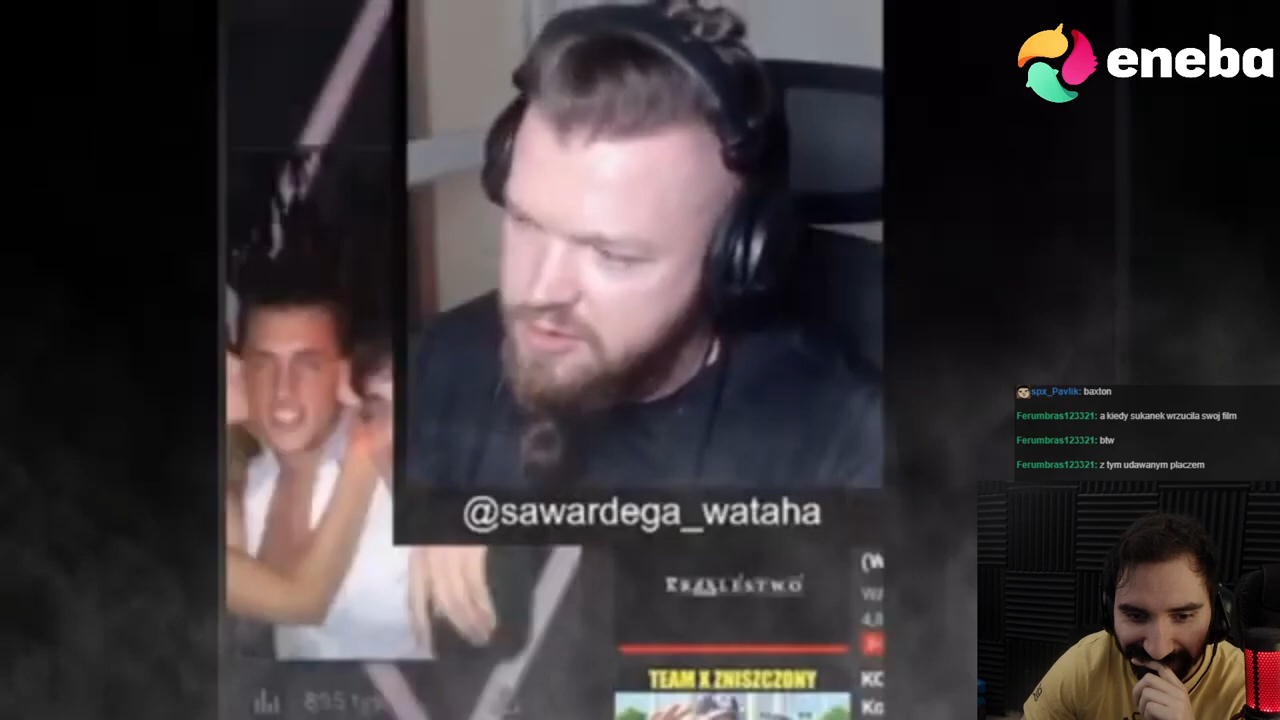 eneba
spx_Pavlik: baxton
Ferumbras123321: a kiedy sukanek wrzucila swoj film
Ferumbras123321: btw
Ferumbras123321: z tym udawanym placzem
@sawardega_wataha
KRÓLESTWO
TEAM X ZNISZCZONY
KO